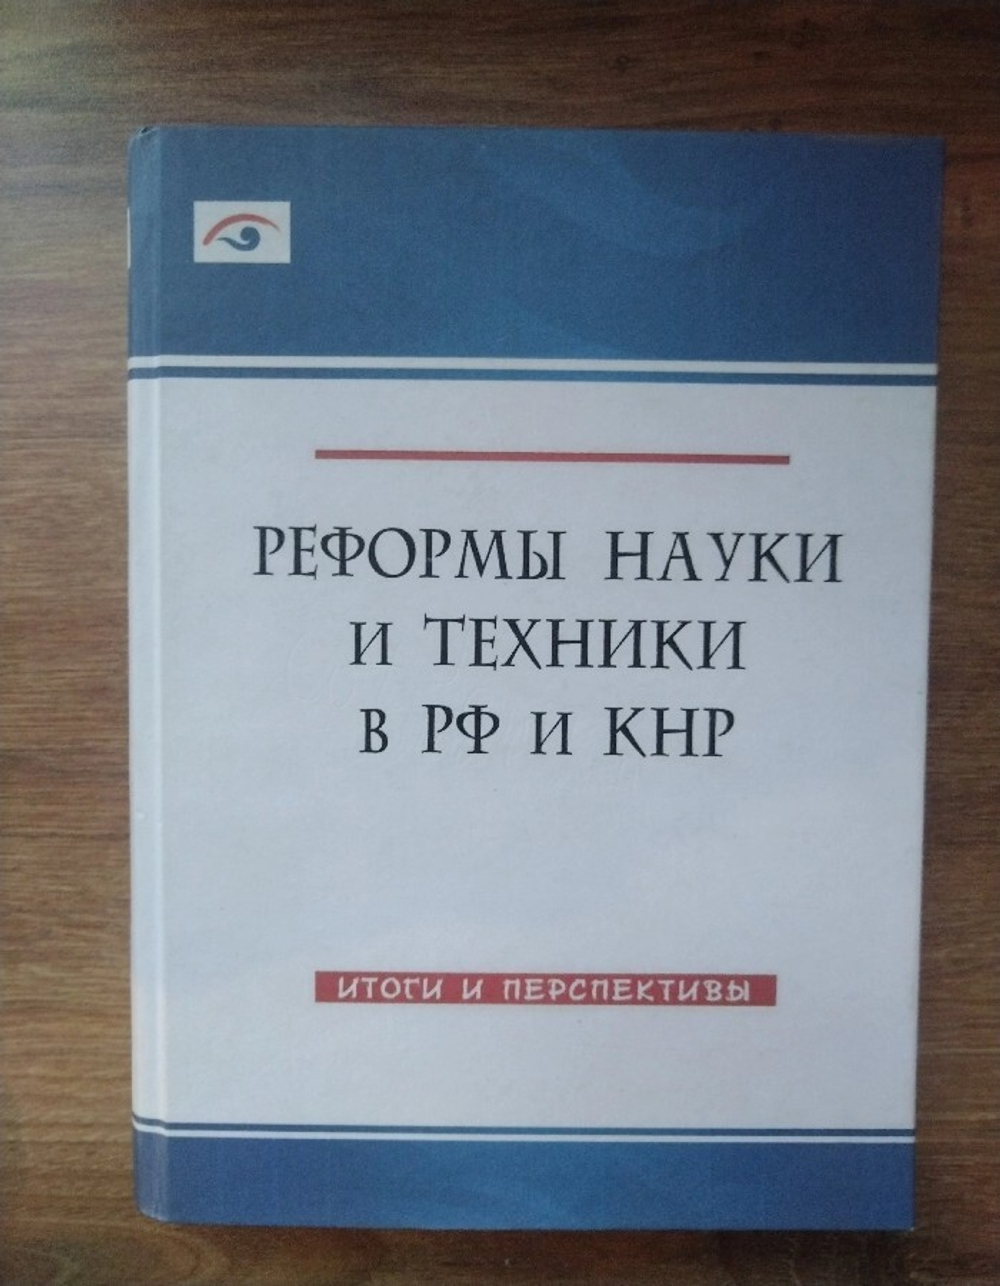 РЕФОРМЫ НАУКИ
И ТЕХНИКИ
В РФ И КНР
ИТОГИ И ПЕРСПЕКТИВЫ